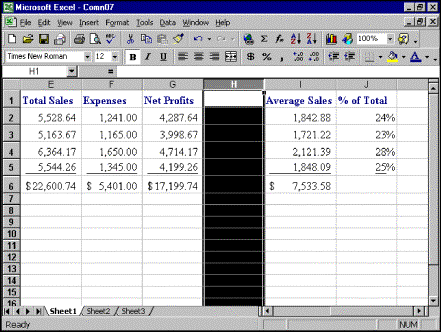 Microsoft Excel - Comn07
File Edit View Insert Format Tools Data Window Help
100%
Times New Roman 12 B I U $ % ,
H1 =
E F G H I J
1 Total Sales Expenses Net Profits Average Sales % of Total
2 5,528.64 1,241.00 4,287.64 1,842.88 24%
3 5,163.67 1,165.00 3,998.67 1,721.22 23%
4 6,364.17 1,650.00 4,714.17 2,121.39 28%
5 5,544.26 1,345.00 4,199.26 1,848.09 25%
6 $22,600.74 $ 5,401.00 $17,199.74 $ 7,533.58
7
8
9
10
11
12
13
14
15
16
Sheet1 Sheet2 Sheet3
Ready NUM